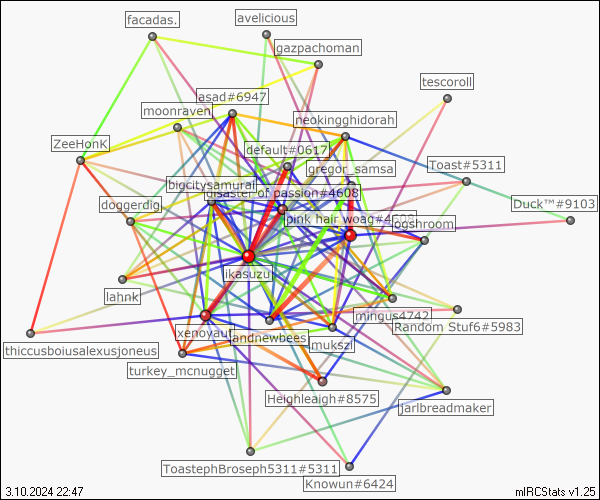 facadas.
avelicious
gazpachoman
tescoroll
asad#6947
moonraven
neokingghidorah
ZeeHonK
default#0617
gregor_samsa
Toast#5311
bigcitysamurai
disaster of passion#4608
doggerdig
Duck™#9103
pink hair woag#4608
ogshroom
ikasuzu
lahnk
mingus4742
Random Stuf6#5983
xenoyaur
andnewbees
mukszi
thiccusboiusalexusjoneus
turkey_mcnugget
Heighleaigh#8575
jarlbreadmaker
ToastephBroseph5311#5311
Knowun#6424
3.10.2024 22:47
mIRCStats v1.25